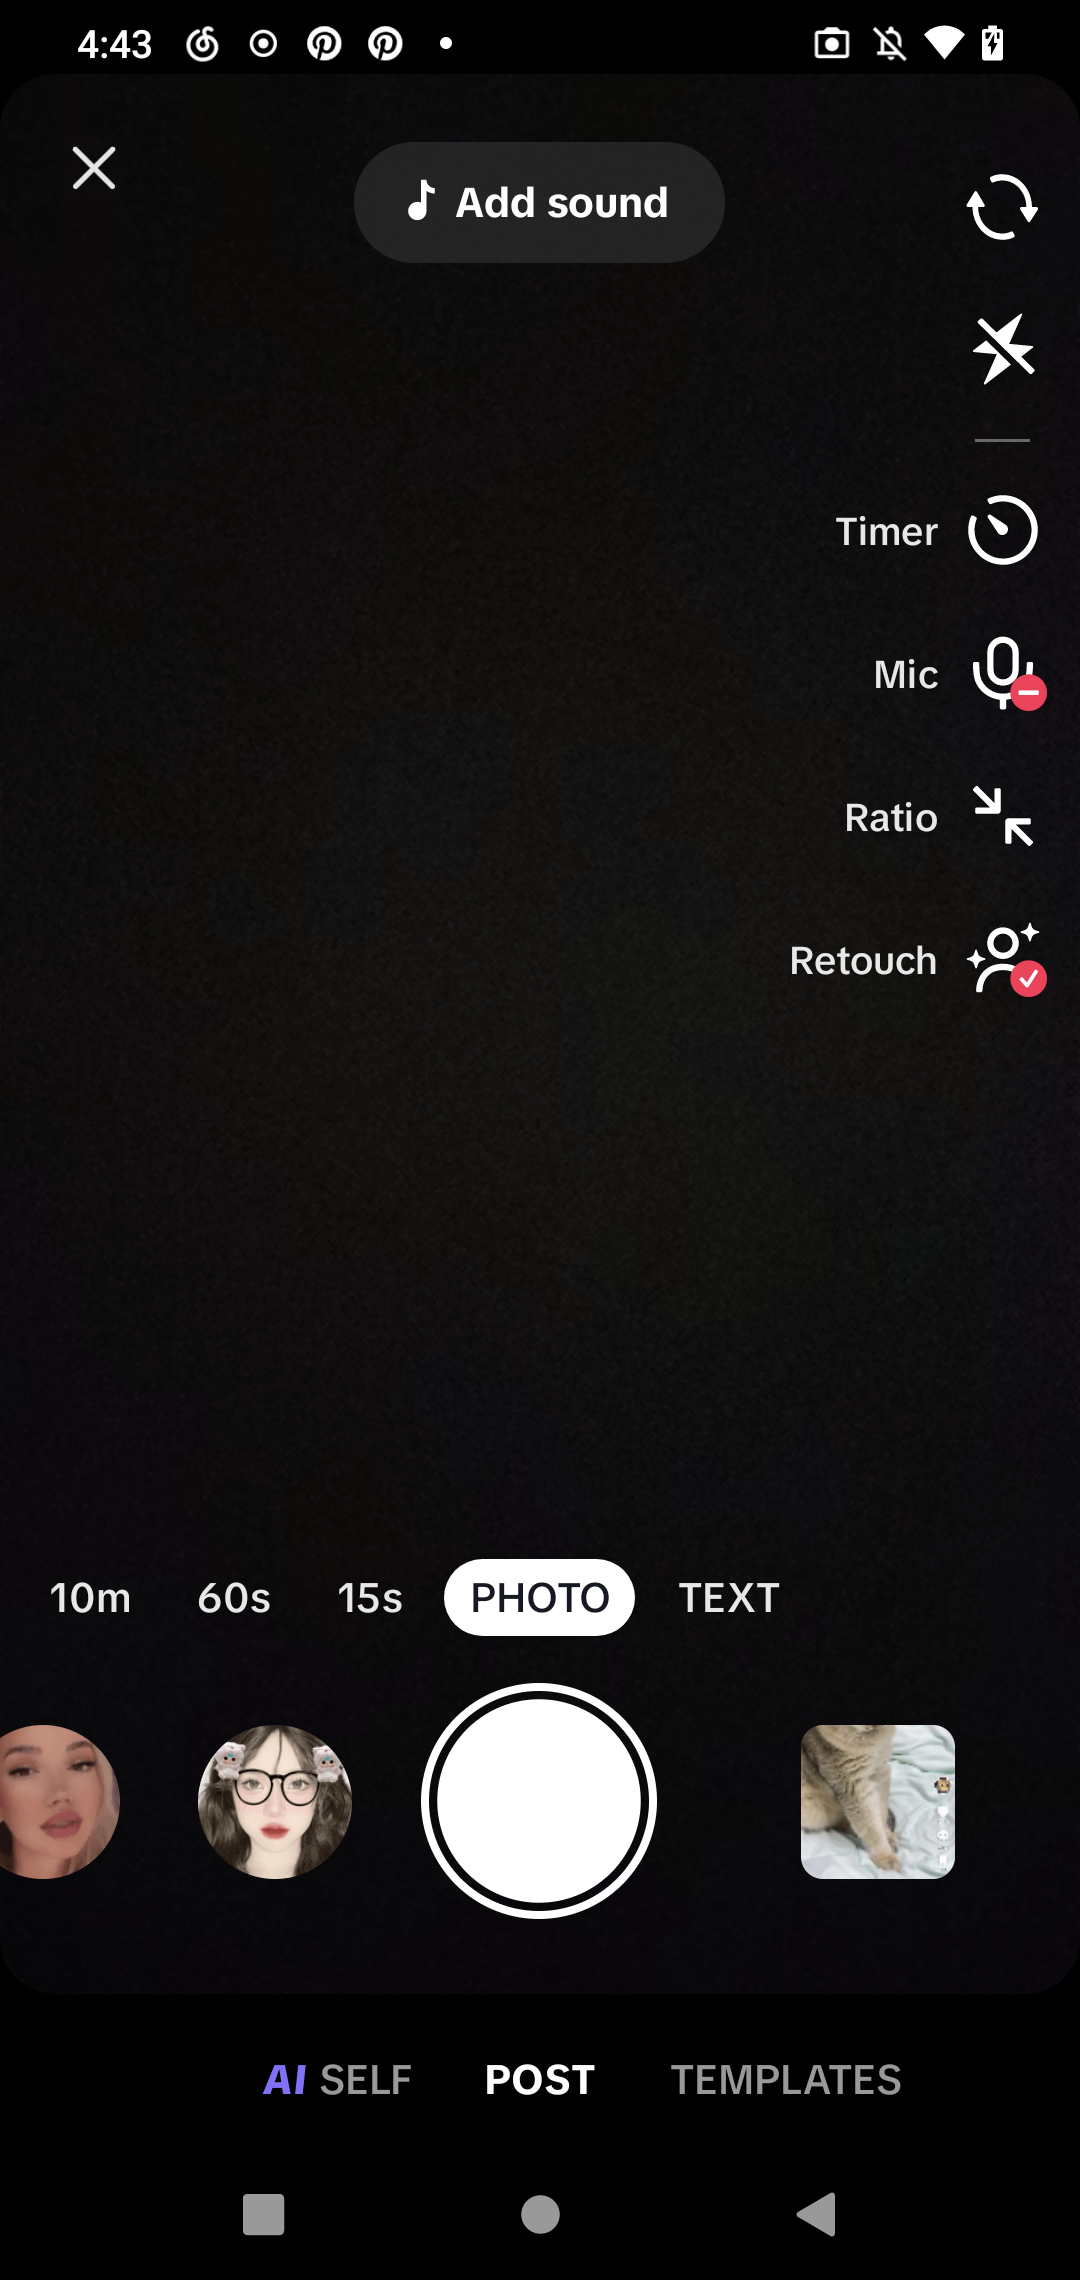 4:43
Add sound
Timer
Mic
Ratio
Retouch
10m 60s 15s PHOTO TEXT
AI SELF POST TEMPLATES